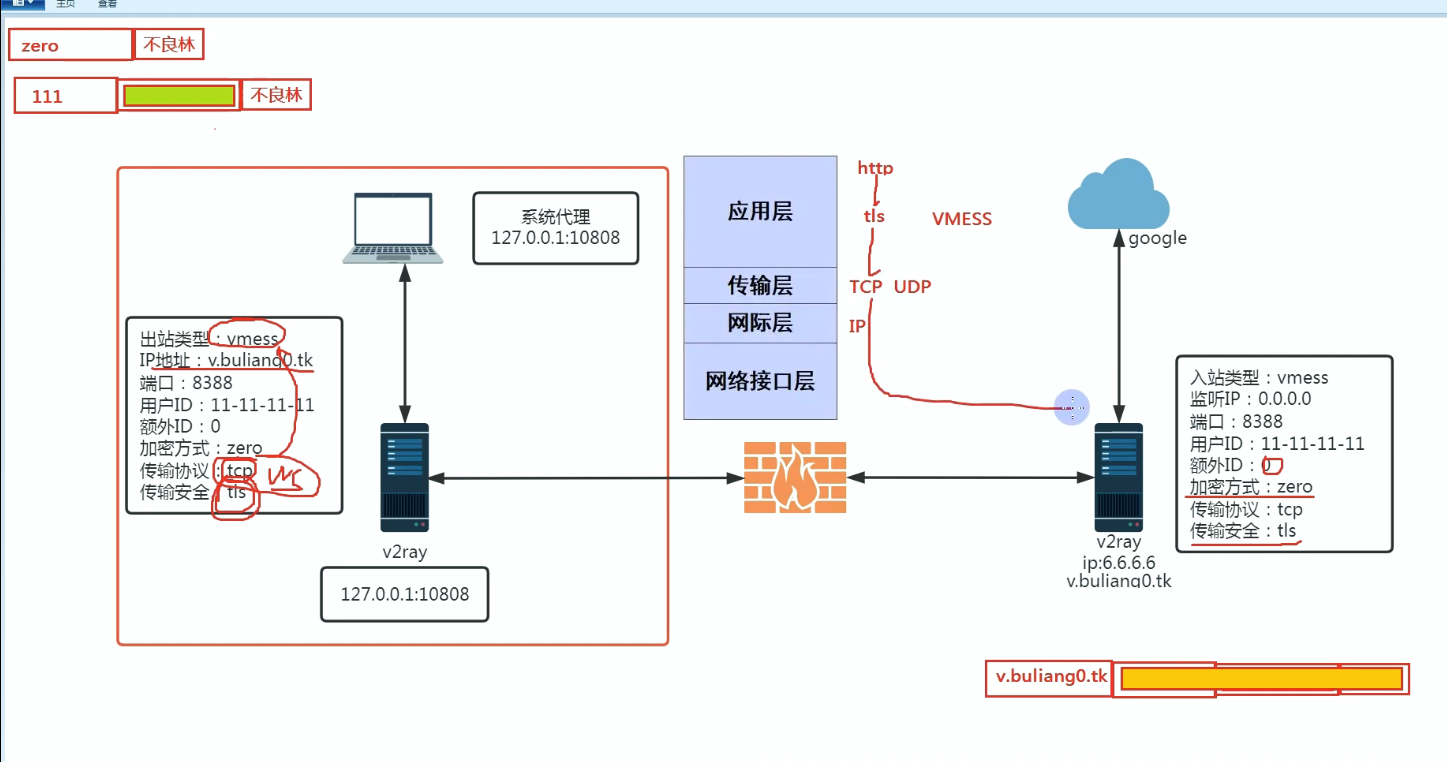 主页 查看
zero 不良林
111 不良林
系统代理
127.0.0.1:10808
出站类型：vmess
IP地址：v.buliang0.tk
端口：8388
用户ID：11-11-11-11
额外ID：0
加密方式：zero
传输协议：tcp
传输安全 tls
WS
v2ray
127.0.0.1:10808
应用层
传输层
网际层
网络接口层
http
tls VMESS
TCP UDP
IP
google
入站类型：vmess
监听IP：0.0.0.0
端口：8388
用户ID：11-11-11-11
额外ID：0
加密方式：zero
传输协议：tcp
传输安全：tls
v2ray
ip:6.6.6.6
v.buliang0.tk
v.buliang0.tk